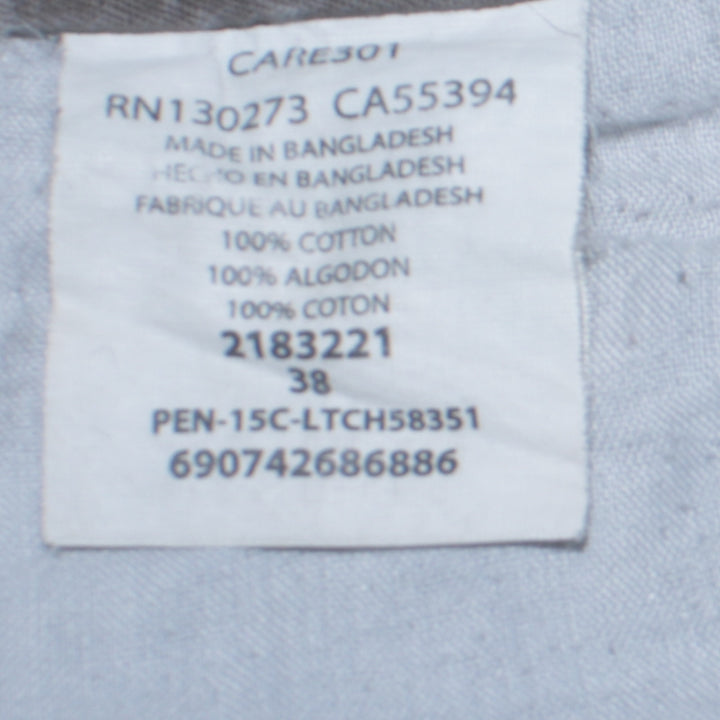 CARE301
RN130273 CA55394
MADE IN BANGLADESH
HECHO EN BANGLADESH
FABRIQUE AU BANGLADESH
100% COTTON
100% ALGODON
100% COTON
2183221
38
PEN-15C-LTCH58351
690742686886